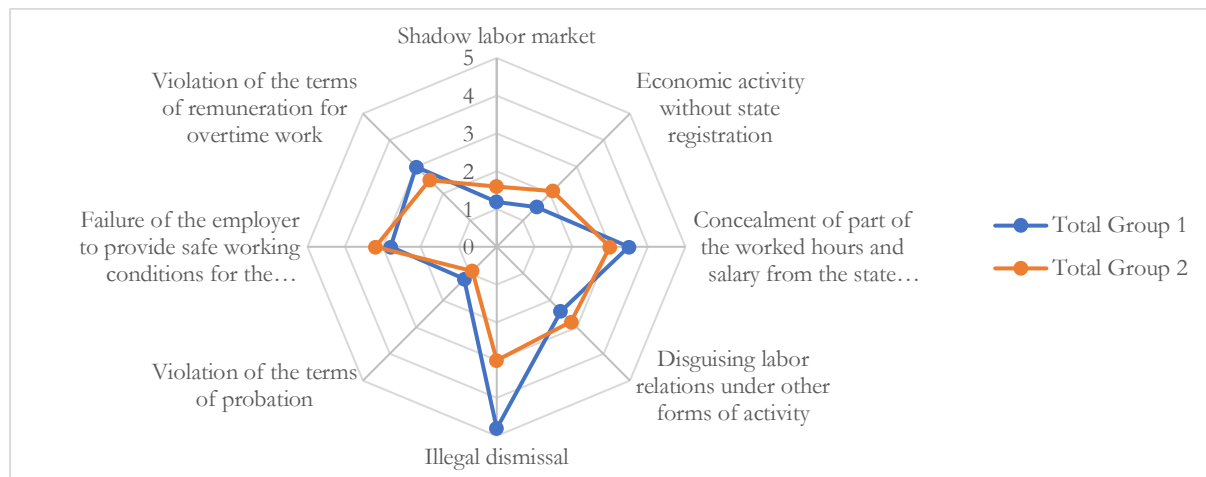 Shadow labor market
Economic activity
without state
registration
Concealment of part of
the worked hours and
salary from the state…
Disguising labor
relations under other
forms of activity
Illegal dismissal
Violation of the terms
of probation
Failure of the employer
to provide safe working
conditions for the…
Violation of the terms
of remuneration for
overtime work
5
4
3
2
1
0
Total Group 1
Total Group 2